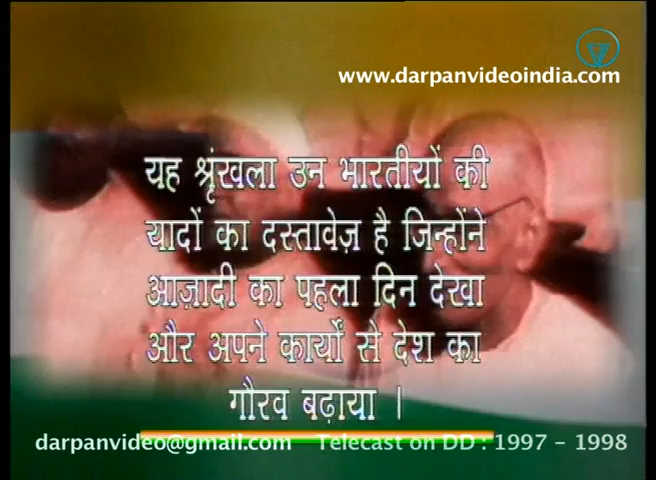 www.darpanvideoindia.com
यह श्रृंखला उन भारतीयों की
यादों का दस्तावेज़ है जिन्होंने
आज़ादी का पहला दिन देखा
और अपने कार्यों से देश का
गौरव बढ़ाया |
darpanvideo@gmail.com Telecast on DD : 1997 - 1998